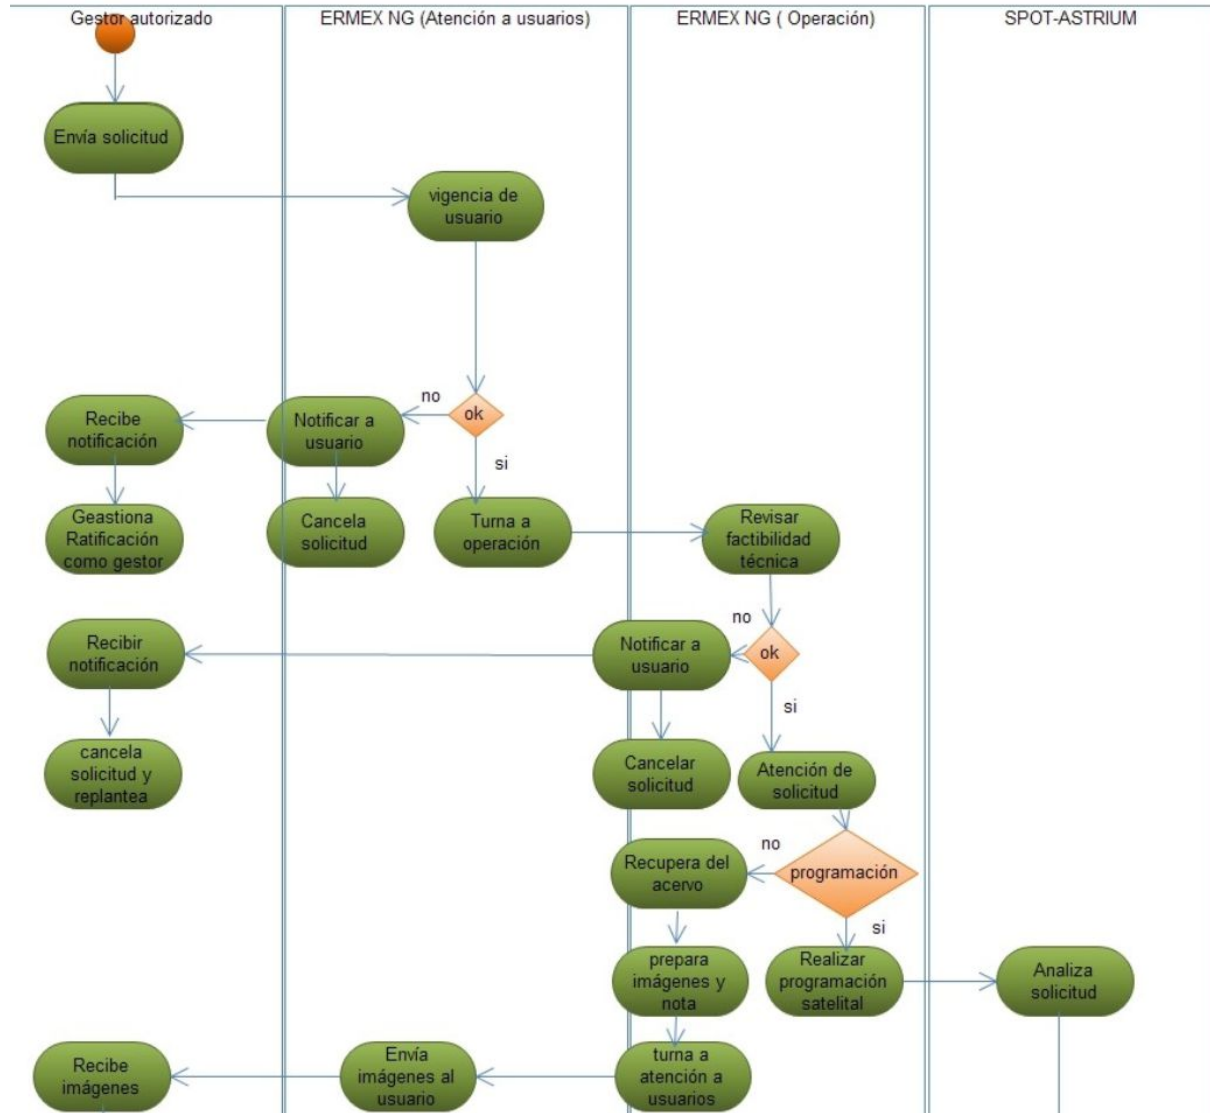 Gestor autorizado
ERMEX NG (Atención a usuarios)
ERMEX NG ( Operación)
SPOT-ASTRIUM
Envía solicitud
vigencia de
usuario
no
ok
Recibe
notificación
Notificar a
usuario
si
Geastiona
Ratificación
como gestor
Cancela
solicitud
Turna a
operación
Revisar
factibilidad
técnica
no
Recibir
notificación
Notificar a
usuario
ok
si
cancela
solicitud y
replantea
Cancelar
solicitud
Atención de
solicitud
no
Recupera del
acervo
programación
si
prepara
imágenes y
nota
Realizar
programación
satelital
Analiza
solicitud
Recibe
imágenes
Envía
imágenes al
usuario
turna a
atención a
usuarios